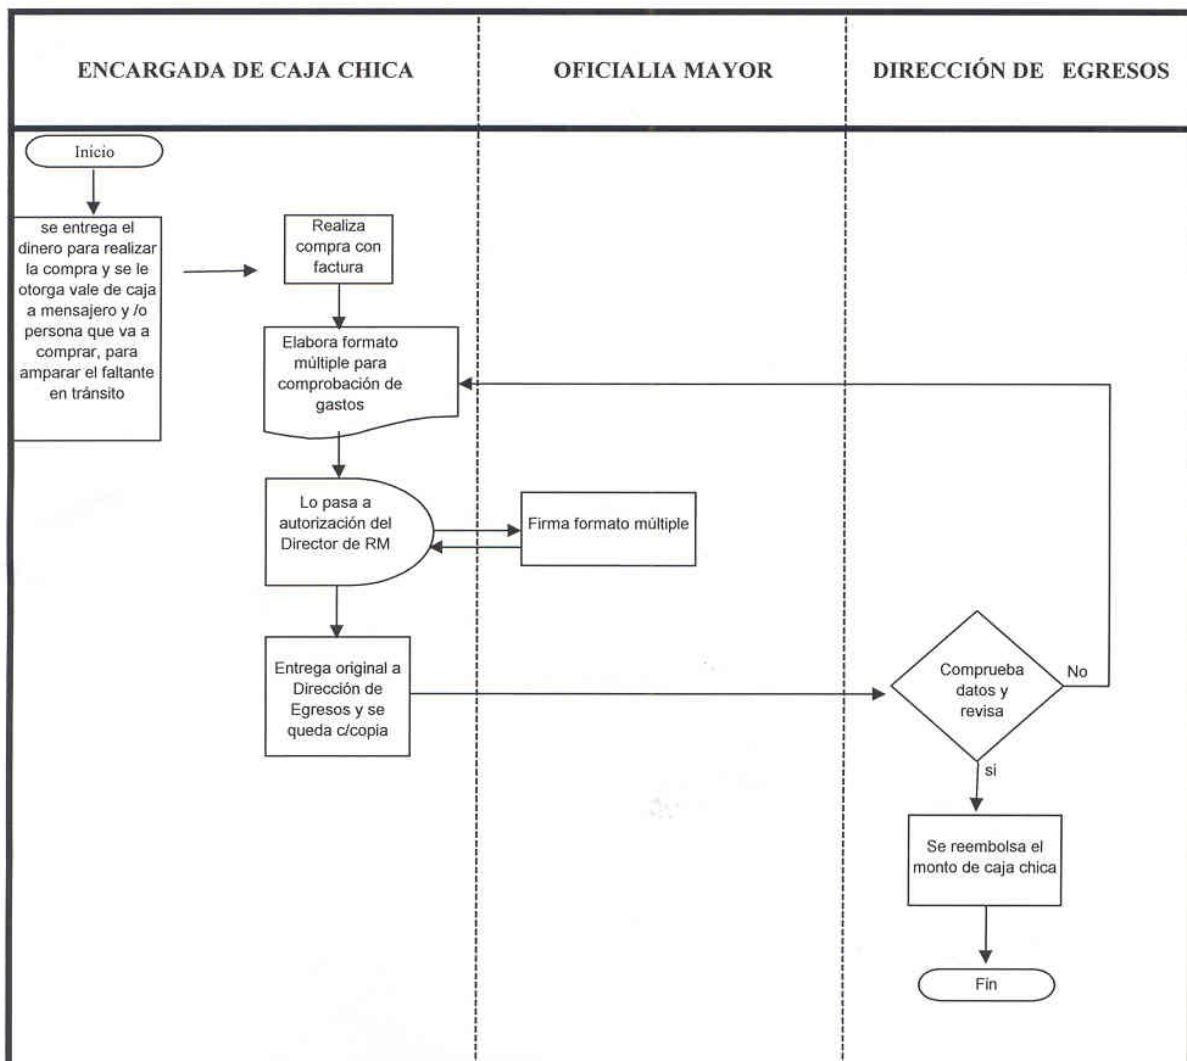 ENCARGADA DE CAJA CHICA
OFICIALIA MAYOR
DIRECCIÓN DE EGRESOS
Inicio
se entrega el
dinero para realizar
la compra y se le
otorga vale de caja
a mensajero y /o
persona que va a
comprar, para
amparar el faltante
en tránsito
Realiza
compra con
factura
Elabora formato
múltiple para
comprobación de
gastos
Lo pasa a
autorización del
Director de RM
Firma formato múltiple
Entrega original a
Dirección de
Egresos y se
queda c/copia
Comprueba
datos y
revisa
No
si
Se reembolsa el
monto de caja chica
Fin